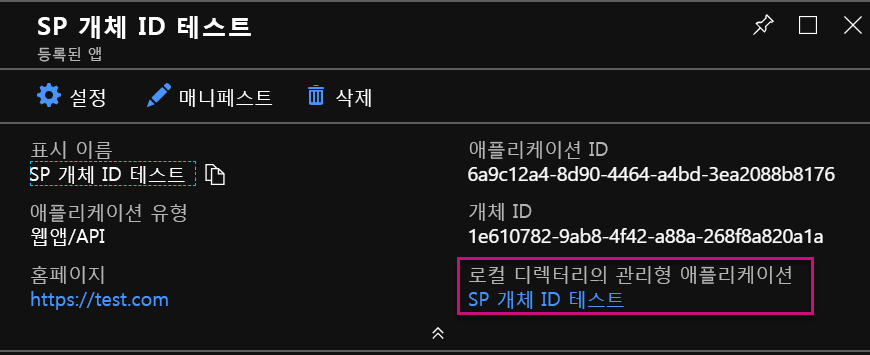 SP 개체 ID 테스트
등록된 앱
설정
매니페스트
삭제
표시 이름
SP 개체 ID 테스트
애플리케이션 ID
6a9c12a4-8d90-4464-a4bd-3ea2088b8176
애플리케이션 유형
웹앱/API
개체 ID
1e610782-9ab8-4f42-a88a-268f8a820a1a
홈페이지
https://test.com
로컬 디렉터리의 관리형 애플리케이션
SP 개체 ID 테스트